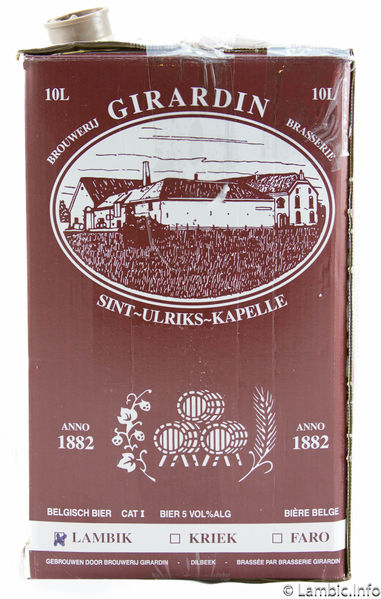 10L GIRARDIN 10L
BROUWERIJ BRASSERIE
SINT~ULRIKS~KAPELLE
ANNO ANNO
1882 1882
BELGISCH BIER CAT I BIER 5 VOL%ALG BIÈRE BELGE
LAMBIK KRIEK FARO
GEBROUWEN DOOR BROUWERIJ GIRARDIN - DILBEEK - BRASSÉE PAR BRASSERIE GIRARDIN
© Lambic.Info